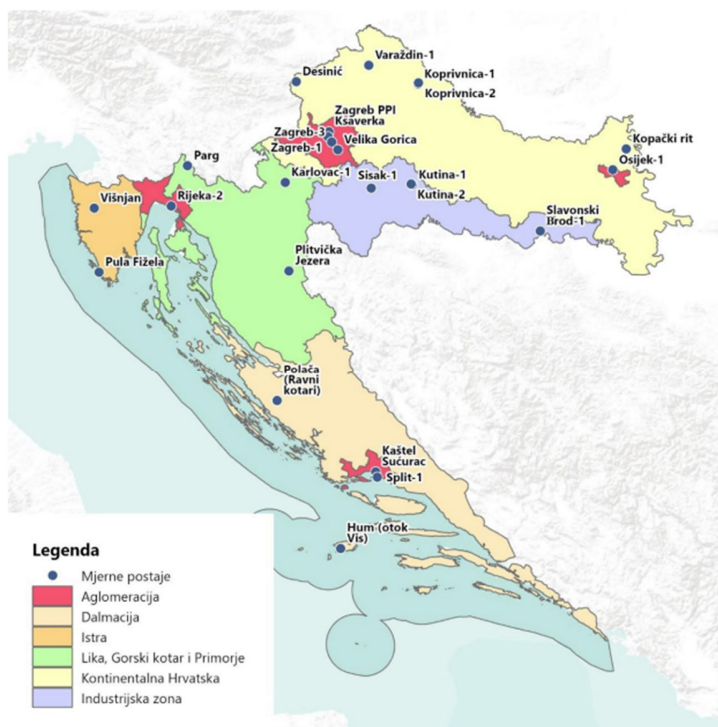 Varaždin-1
Desinić
Koprivnica-1
Koprivnica-2
Zagreb PPI
Ksaverka
Zagreb-3
Velika Gorica
Zagreb-1
Kopački rit
Osijek-1
Parg
Karlovac-1
Sisak-1
Kutina-1
Kutina-2
Višnjan
Rijeka-2
Slavonski
Brod-1
Pula Fižela
Plitvička
Jezera
Polača
(Ravni
kotari)
Kaštel
Sućurac
Split-1
Hum (otok
Vis)
Legenda
Mjerne postaje
Aglomeracija
Dalmacija
Istra
Lika, Gorski kotar i Primorje
Kontinentalna Hrvatska
Industrijska zona